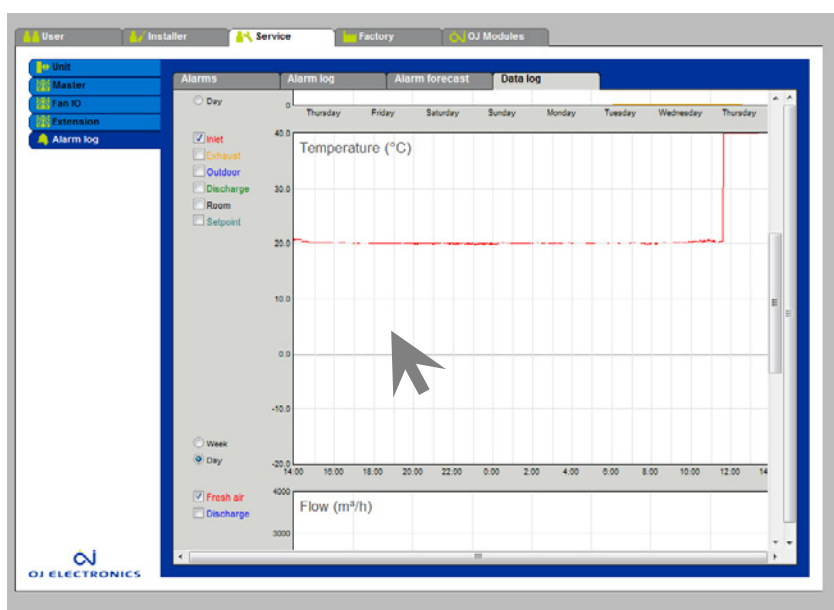 User Installer Service Factory OJ Modules
Unit
Master
Fan IO
Extension
Alarm log
Alarms Alarm log Alarm forecast Data log
Day
0
Thursday Friday Saturday Sunday Monday Tuesday Wednesday Thursday
Inlet
Exhaust
Outdoor
Discharge
Room
Setpoint
Temperature (°C)
40.0
30.0
20.0
10.0
0.0
-10.0
-20.0
Week
Day
14.00 16.00 18.00 20.00 22.00 0.00 2.00 4.00 6.00 8.00 10.00 12.00 14
Fresh air
Discharge
4000
Flow (m³/h)
3000
OJ ELECTRONICS